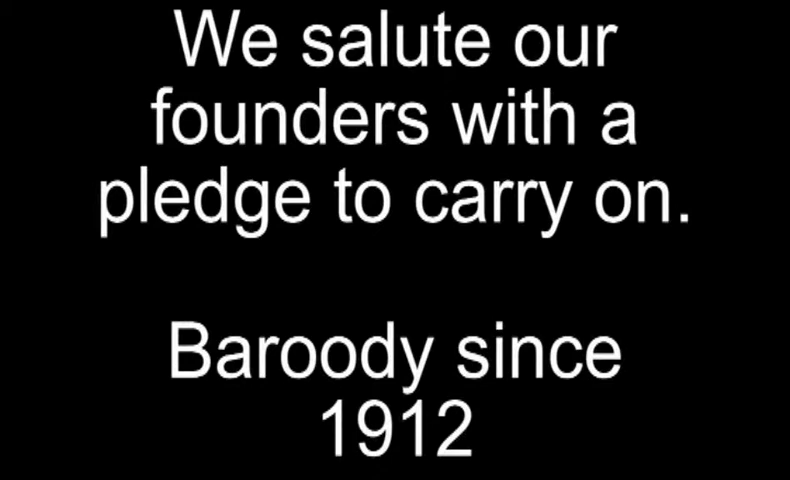 We salute our
founders with a
pledge to carry on.
Baroody since
1912